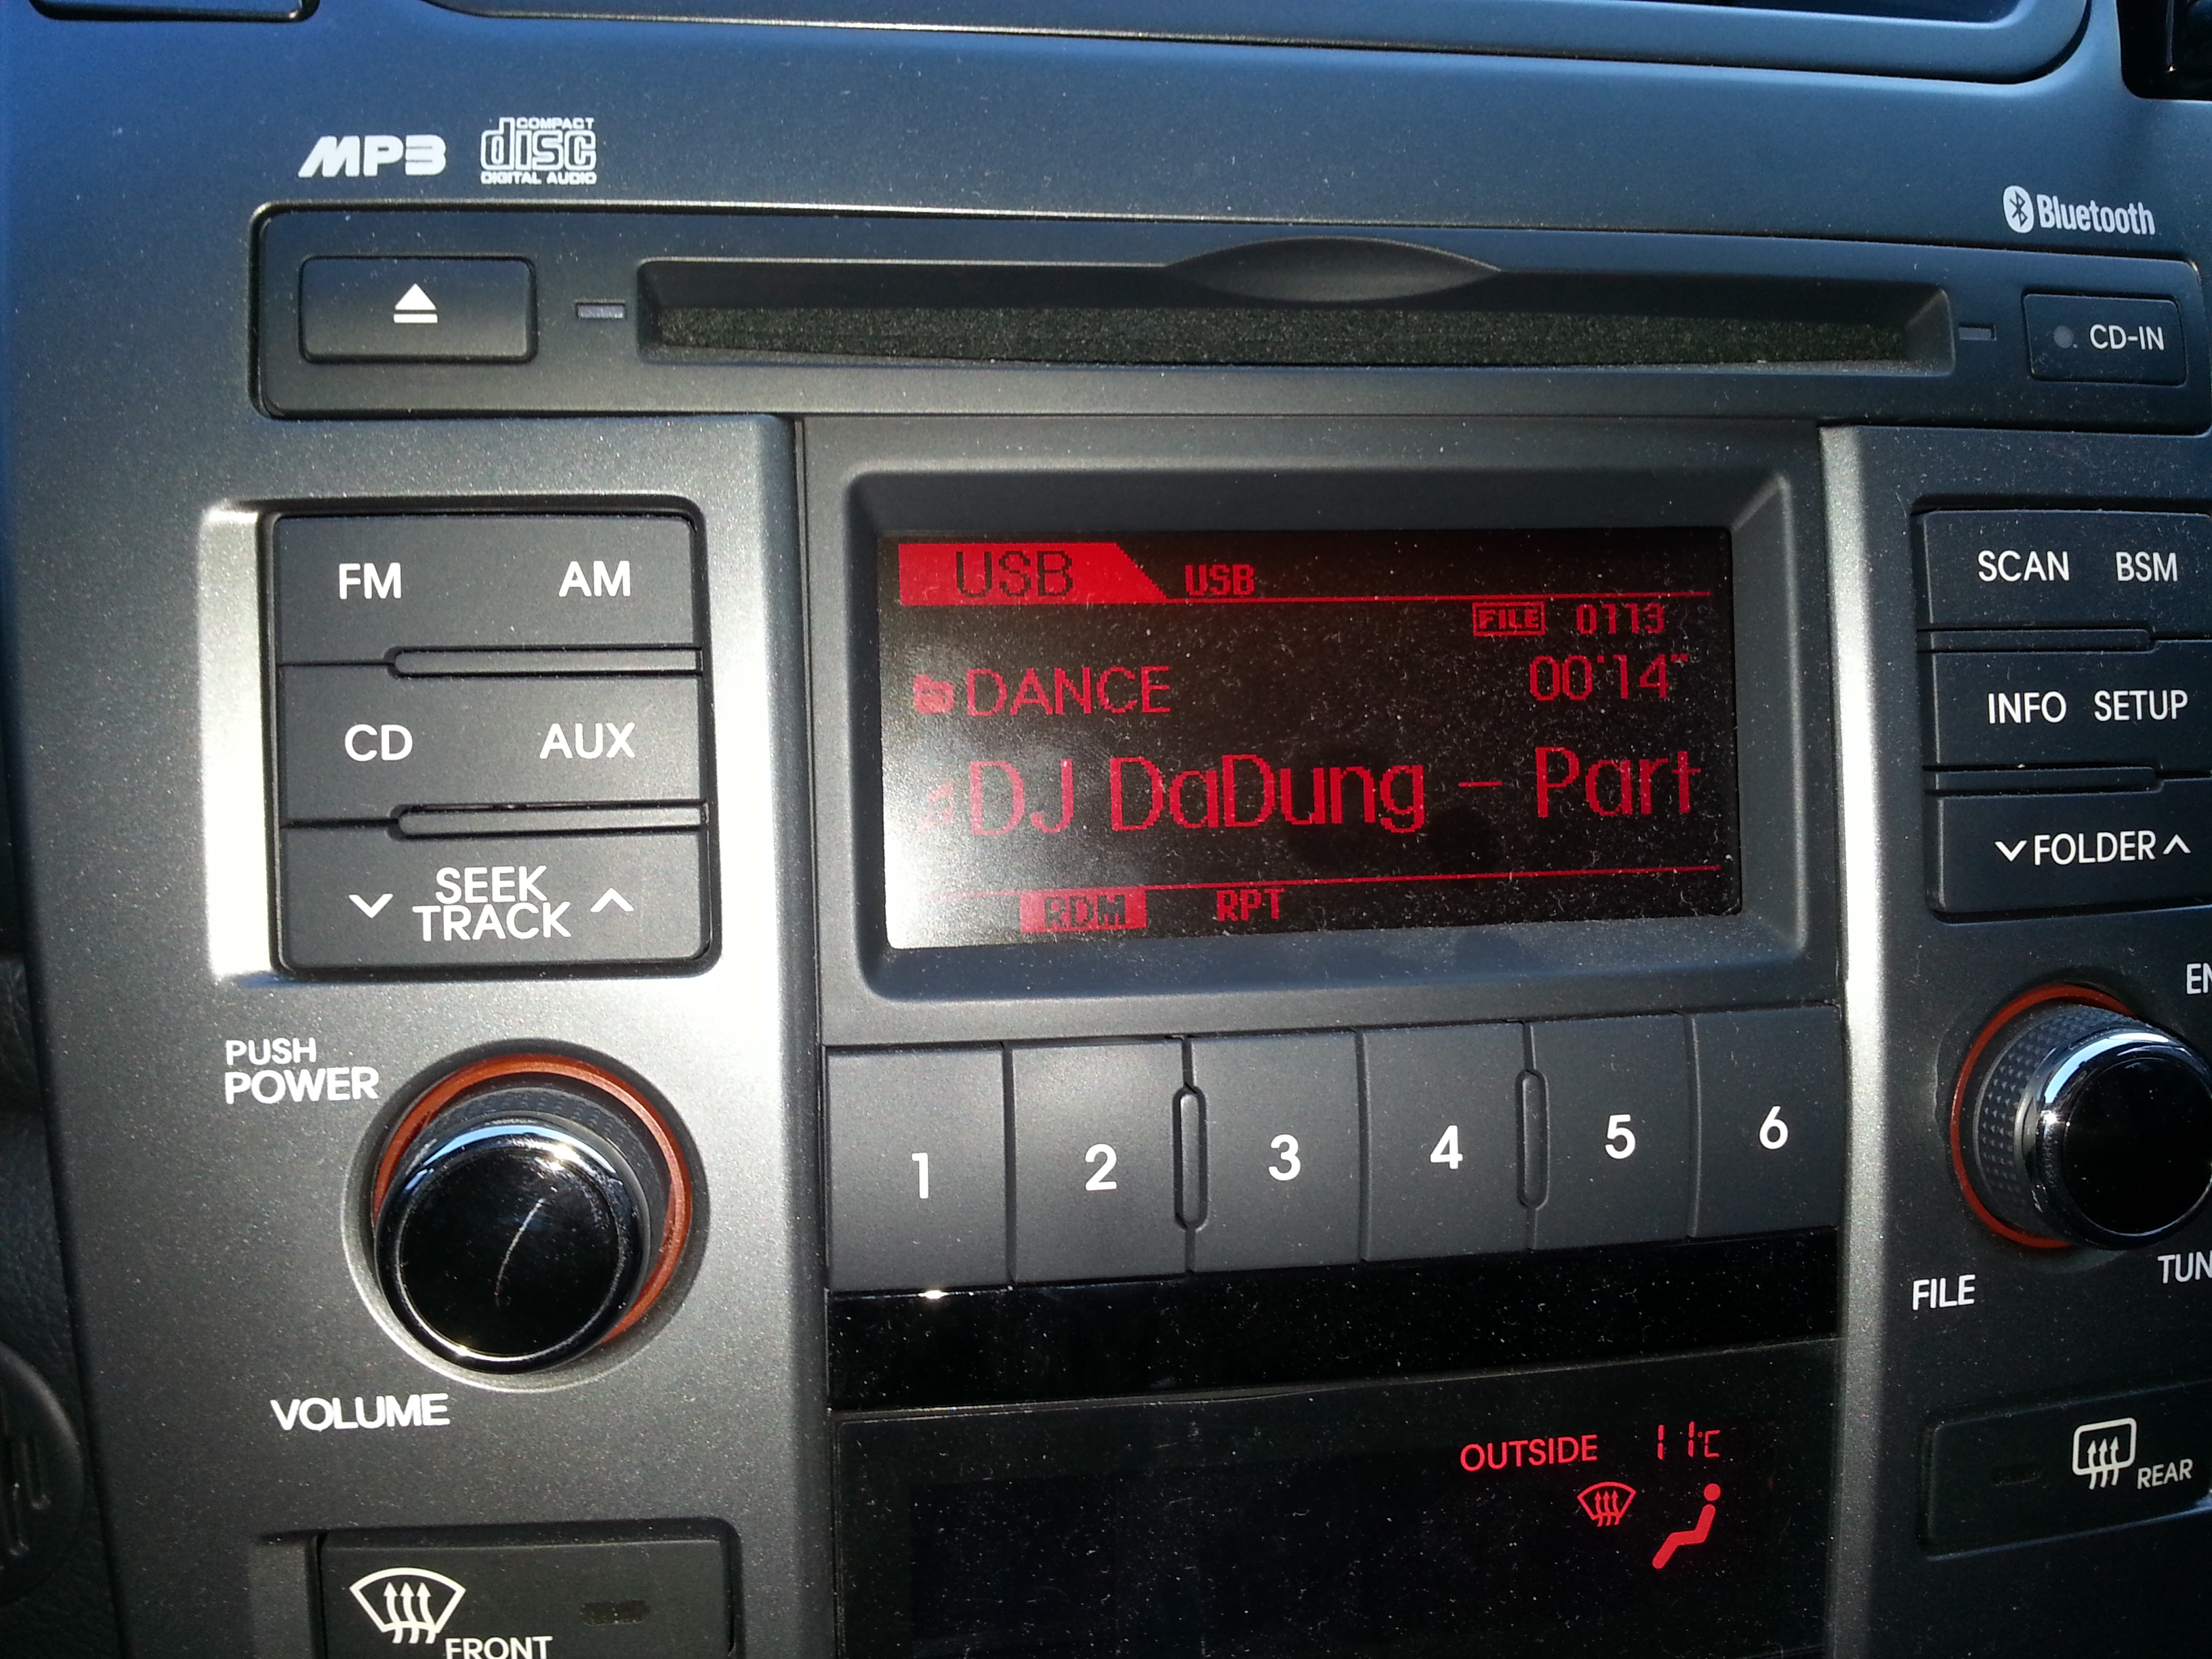 MP3 COMPACT disc DIGITAL AUDIO
Bluetooth
CD-IN
FM AM
CD AUX
SEEK
TRACK
USB USB
FILE 0113
DANCE 00'14"
DJ DaDung - Part
RDM RPT
SCAN BSM
INFO SETUP
FOLDER
PUSH
POWER
VOLUME
1 2 3 4 5 6
FILE
OUTSIDE 11°C
FRONT
REAR